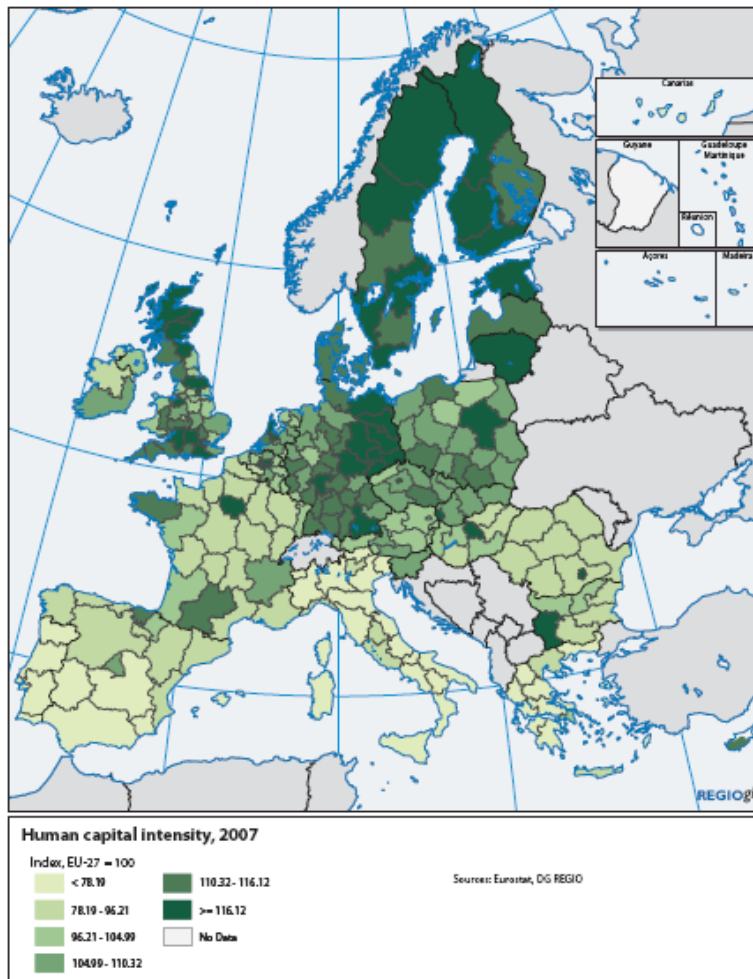 Canarias
Guyane
Guadeloupe
Martinique
Réunion
Açores
Madeira
REGIOgi
Human capital intensity, 2007
Index, EU-27 = 100
< 78.19
78.19 - 96.21
96.21 - 104.99
104.99 - 110.32
110.32 - 116.12
>= 116.12
No Data
Sources: Eurostat, DG REGIO